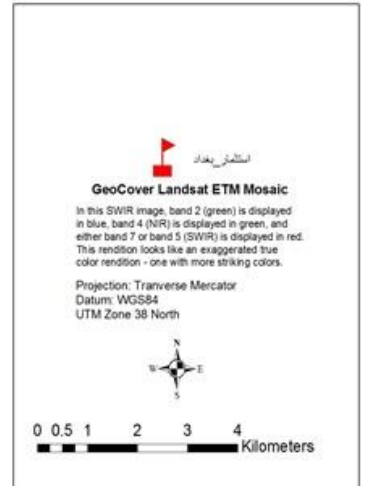 استثمار_بغداد
GeoCover Landsat ETM Mosaic
In this SWIR image, band 2 (green) is displayed
in blue, band 4 (NIR) is displayed in green, and
either band 7 or band 5 (SWIR) is displayed in red.
This rendition looks like an exaggerated true
color rendition - one with more striking colors.
Projection: Tranverse Mercator
Datum: WGS84
UTM Zone 38 North
N
W E
S
0 0.5 1 2 3 4
Kilometers